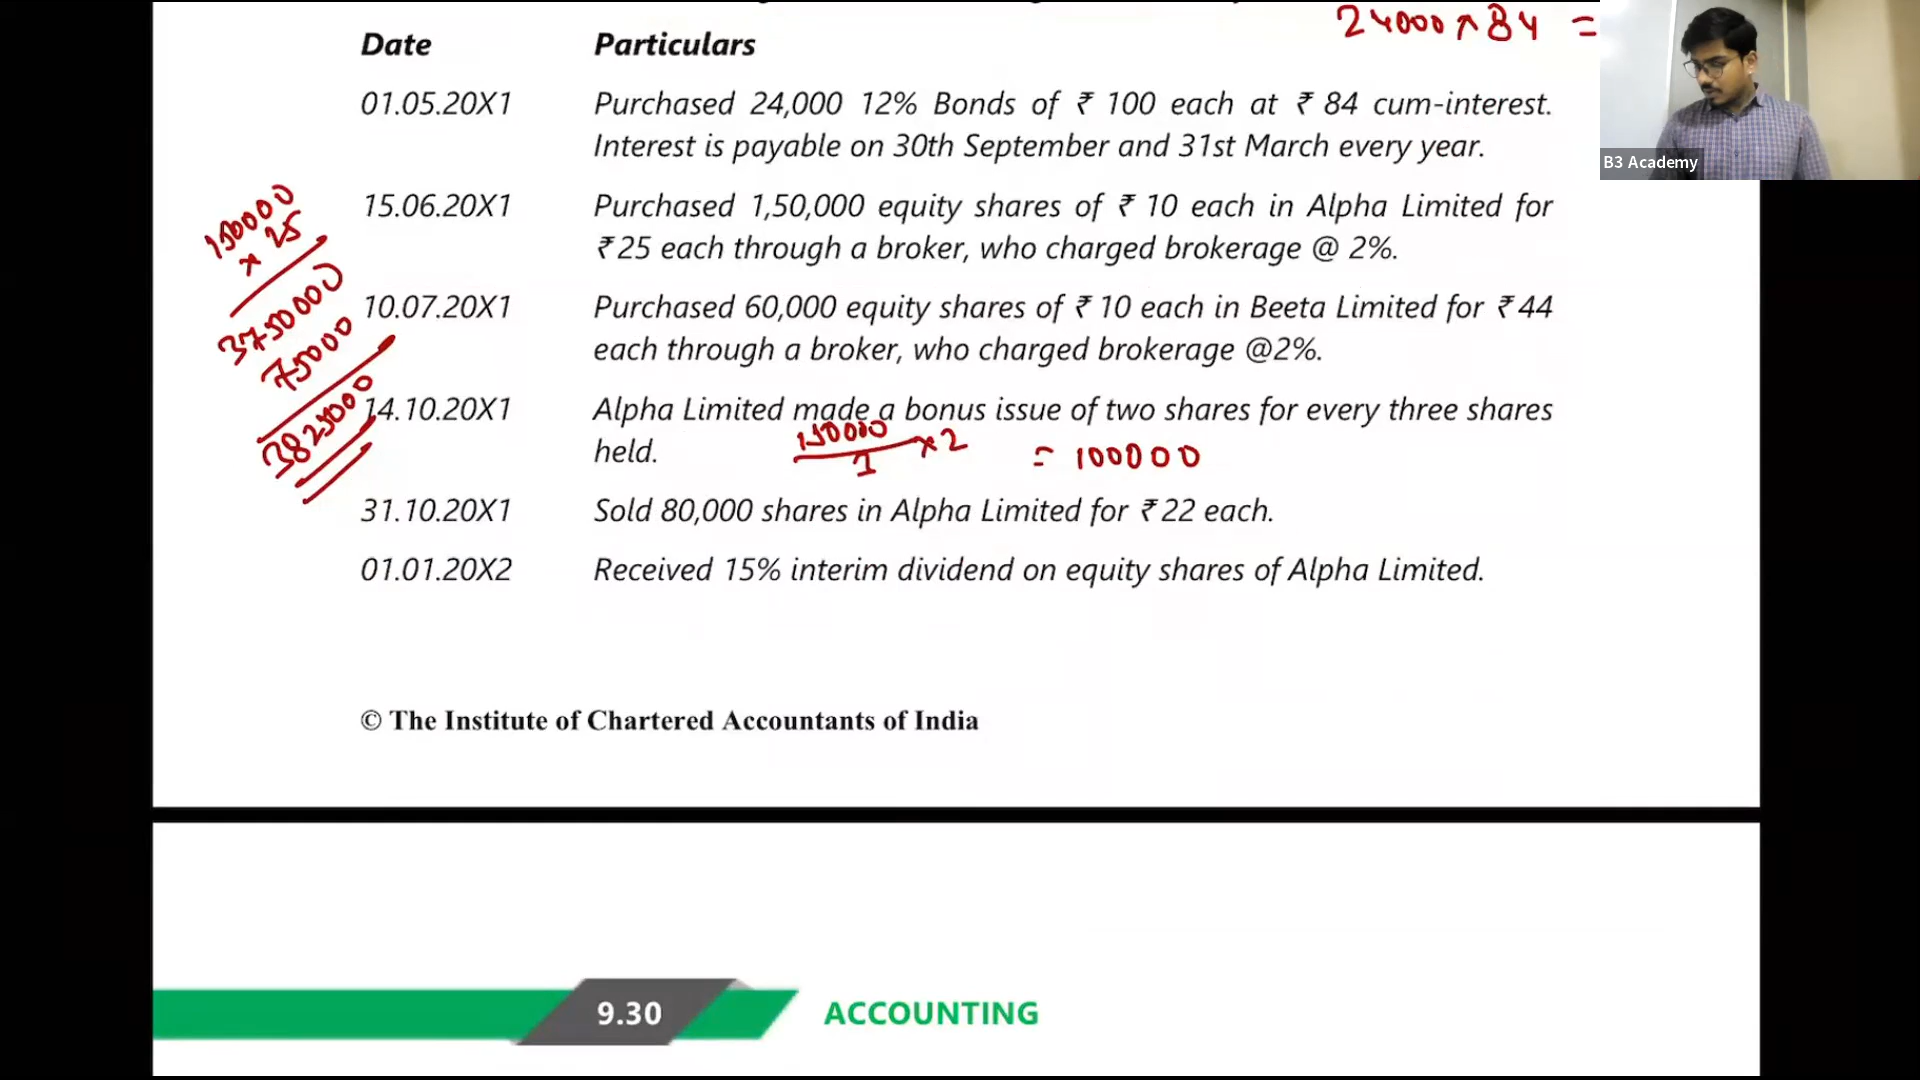 24000 × 84 =
Date Particulars
B3 Academy
01.05.20X1 Purchased 24,000 12% Bonds of ₹ 100 each at ₹ 84 cum-interest.
Interest is payable on 30th September and 31st March every year.
15.06.20X1 Purchased 1,50,000 equity shares of ₹ 10 each in Alpha Limited for
₹ 25 each through a broker, who charged brokerage @ 2%.
150000
× 25
3750000
75000
3825000
10.07.20X1 Purchased 60,000 equity shares of ₹ 10 each in Beeta Limited for ₹ 44
each through a broker, who charged brokerage @2%.
14.10.20X1 Alpha Limited made a bonus issue of two shares for every three shares
held.
150000
× 2 = 100000
31.10.20X1 Sold 80,000 shares in Alpha Limited for ₹ 22 each.
01.01.20X2 Received 15% interim dividend on equity shares of Alpha Limited.
© The Institute of Chartered Accountants of India
9.30 ACCOUNTING